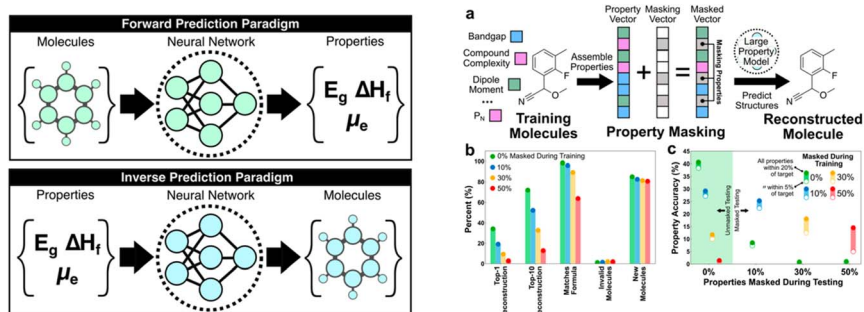 Forward Prediction Paradigm
Molecules
Neural Network
Properties
E_g ΔH_f
μ_e
Inverse Prediction Paradigm
Properties
Neural Network
Molecules
E_g ΔH_f
μ_e
a
Property Vector
Masking Vector
Masked Vector
Bandgap
Compound Complexity
Dipole Moment
...
P_N
F
N
O
Training Molecules
Assemble Properties
+
=
Masking Properties
Property Masking
Large Property Model
Predict Structures
F
N
O
Reconstructed Molecule
b
0% Masked During Training
10%
30%
50%
Percent (%)
100
80
60
40
20
0
Top-1 Reconstruction
Top-10 Reconstruction
Matches Formula
Invalid Molecules
New Molecules
c
Property Accuracy (%)
45
40
35
30
25
20
15
10
5
0
Unmasked Testing
Masked Testing
All properties within 20% of target
" within 5% of target
Masked During Training
0%
30%
10%
50%
0%
10%
30%
50%
Properties Masked During Testing